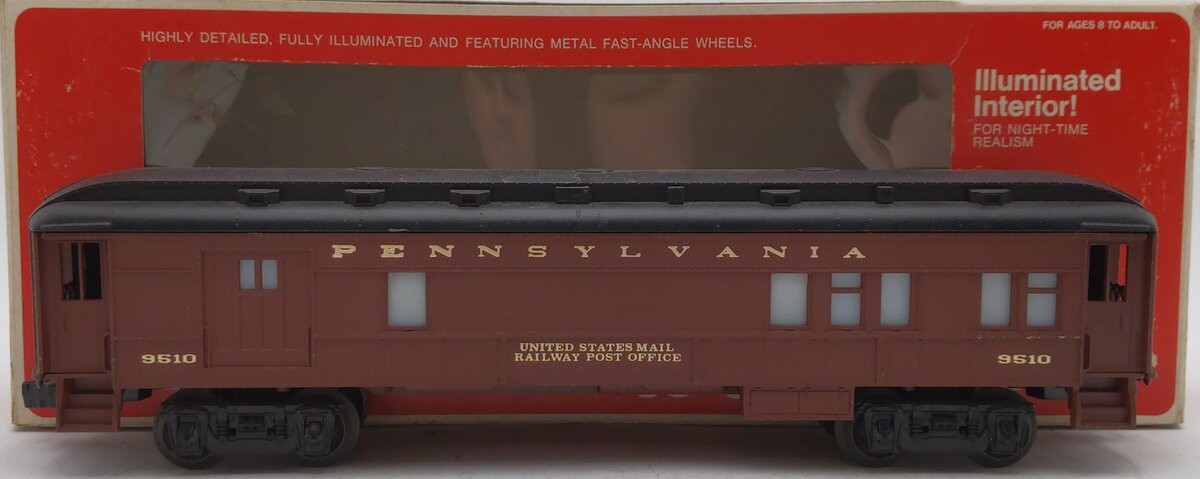 HIGHLY DETAILED, FULLY ILLUMINATED AND FEATURING METAL FAST-ANGLE WHEELS.
FOR AGES 8 TO ADULT.
Illuminated
Interior!
FOR NIGHT-TIME
REALISM
PENNSYLVANIA
UNITED STATES MAIL
RAILWAY POST OFFICE
9510
9510